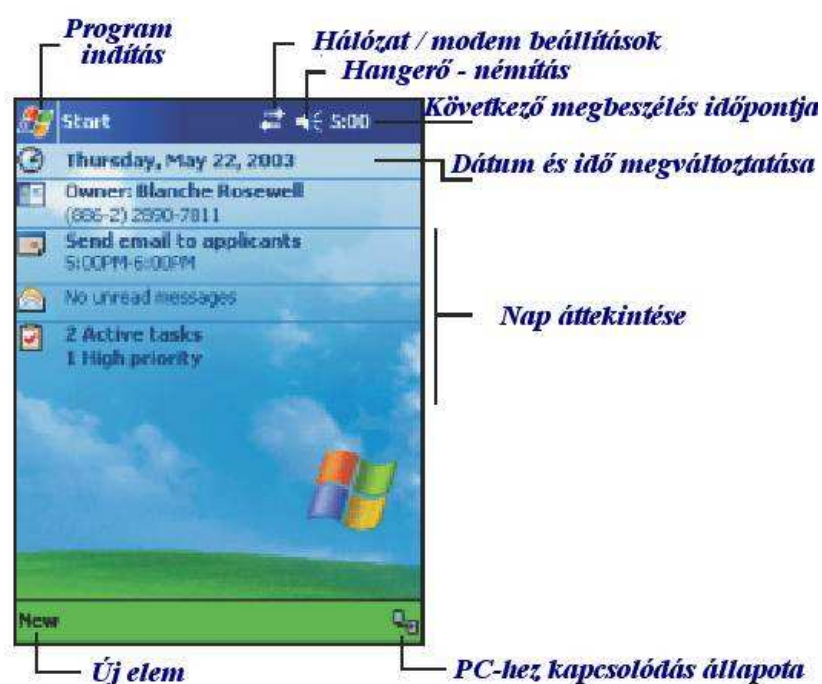 Program
indítás
Hálózat / modem beállítások
Hangerő - némítás
Következő megbeszélés időpontja
Start 5:00
Thursday, May 22, 2003
Dátum és idő megváltoztatása
Owner: Blanche Rosewell
(886-2) 2890-7811
Send email to applicants
5:00PM-6:00PM
No unread messages
Nap áttekintése
2 Active tasks
1 High priority
New
Új elem
PC-hez kapcsolódás állapota